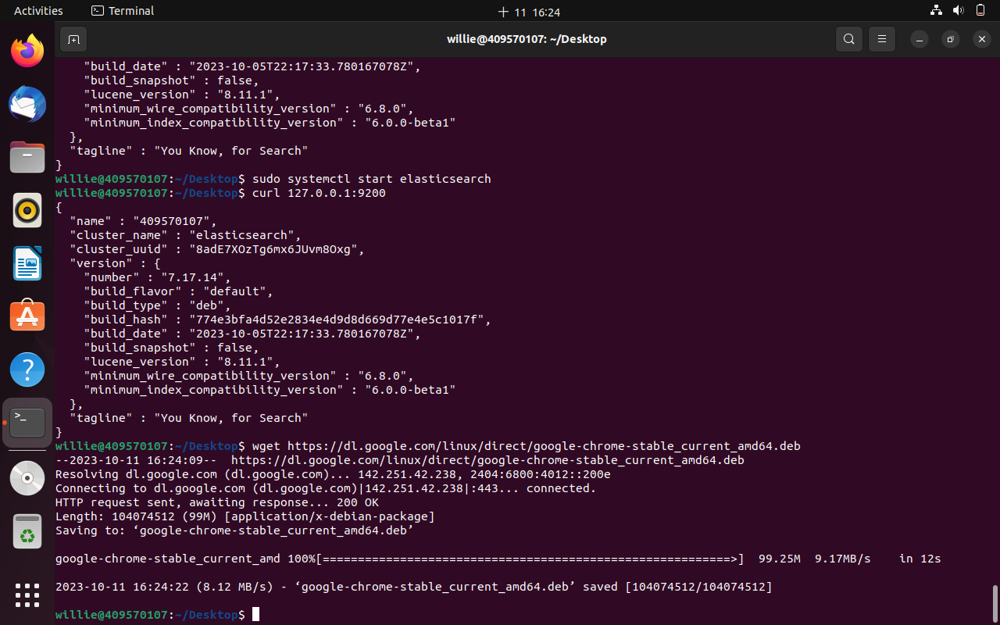 Activities
Terminal
十 11 16:24
willie@409570107: ~/Desktop
    "build_date" : "2023-10-05T22:17:33.780167078Z",
    "build_snapshot" : false,
    "lucene_version" : "8.11.1",
    "minimum_wire_compatibility_version" : "6.8.0",
    "minimum_index_compatibility_version" : "6.0.0-beta1"
  },
  "tagline" : "You Know, for Search"
}
willie@409570107:~/Desktop$ sudo systemctl start elasticsearch
willie@409570107:~/Desktop$ curl 127.0.0.1:9200
{
  "name" : "409570107",
  "cluster_name" : "elasticsearch",
  "cluster_uuid" : "8adE7XOzTg6mx6JUvm8Oxg",
  "version" : {
    "number" : "7.17.14",
    "build_flavor" : "default",
    "build_type" : "deb",
    "build_hash" : "774e3bfa4d52e2834e4d9d8d669d77e4e5c1017f",
    "build_date" : "2023-10-05T22:17:33.780167078Z",
    "build_snapshot" : false,
    "lucene_version" : "8.11.1",
    "minimum_wire_compatibility_version" : "6.8.0",
    "minimum_index_compatibility_version" : "6.0.0-beta1"
  },
  "tagline" : "You Know, for Search"
}
willie@409570107:~/Desktop$ wget https://dl.google.com/linux/direct/google-chrome-stable_current_amd64.deb
--2023-10-11 16:24:09--  https://dl.google.com/linux/direct/google-chrome-stable_current_amd64.deb
Resolving dl.google.com (dl.google.com)... 142.251.42.238, 2404:6800:4012::200e
Connecting to dl.google.com (dl.google.com)|142.251.42.238|:443... connected.
HTTP request sent, awaiting response... 200 OK
Length: 104074512 (99M) [application/x-debian-package]
Saving to: ‘google-chrome-stable_current_amd64.deb’
google-chrome-stable_current_amd 100%[==========================================================>]  99.25M  9.17MB/s    in 12s
2023-10-11 16:24:22 (8.12 MB/s) - ‘google-chrome-stable_current_amd64.deb’ saved [104074512/104074512]
willie@409570107:~/Desktop$